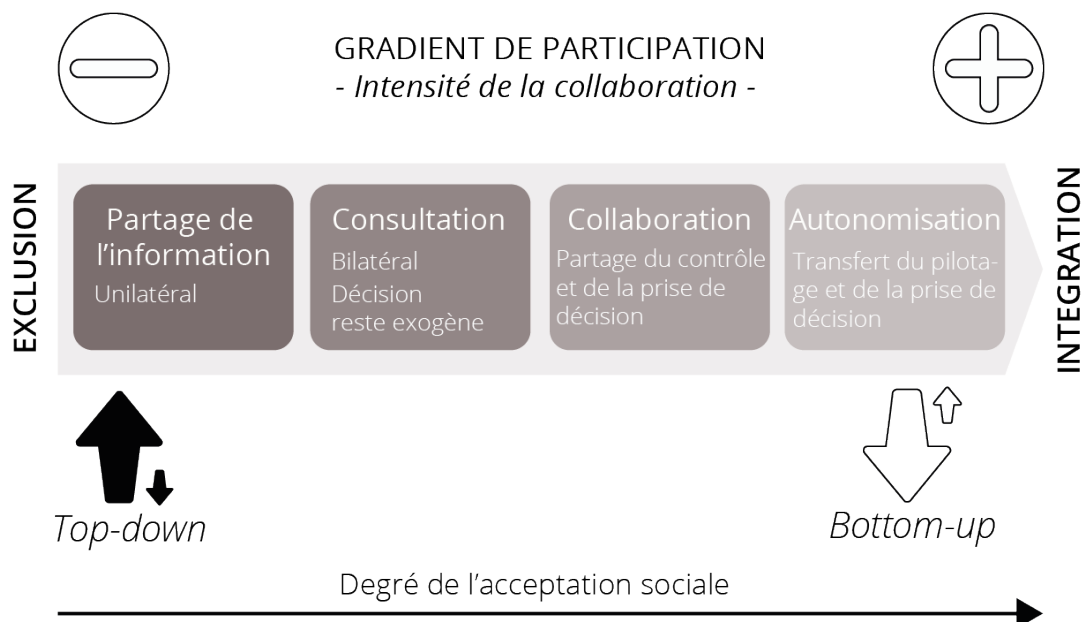 GRADIENT DE PARTICIPATION
- Intensité de la collaboration -
EXCLUSION
Partage de
l’information
Unilatéral
Consultation
Bilatéral
Décision
reste exogène
Collaboration
Partage du contrôle
et de la prise de
décision
Autonomisation
Transfert du pilota-
ge et de la prise de
décision
INTEGRATION
Top-down
Bottom-up
Degré de l’acceptation sociale